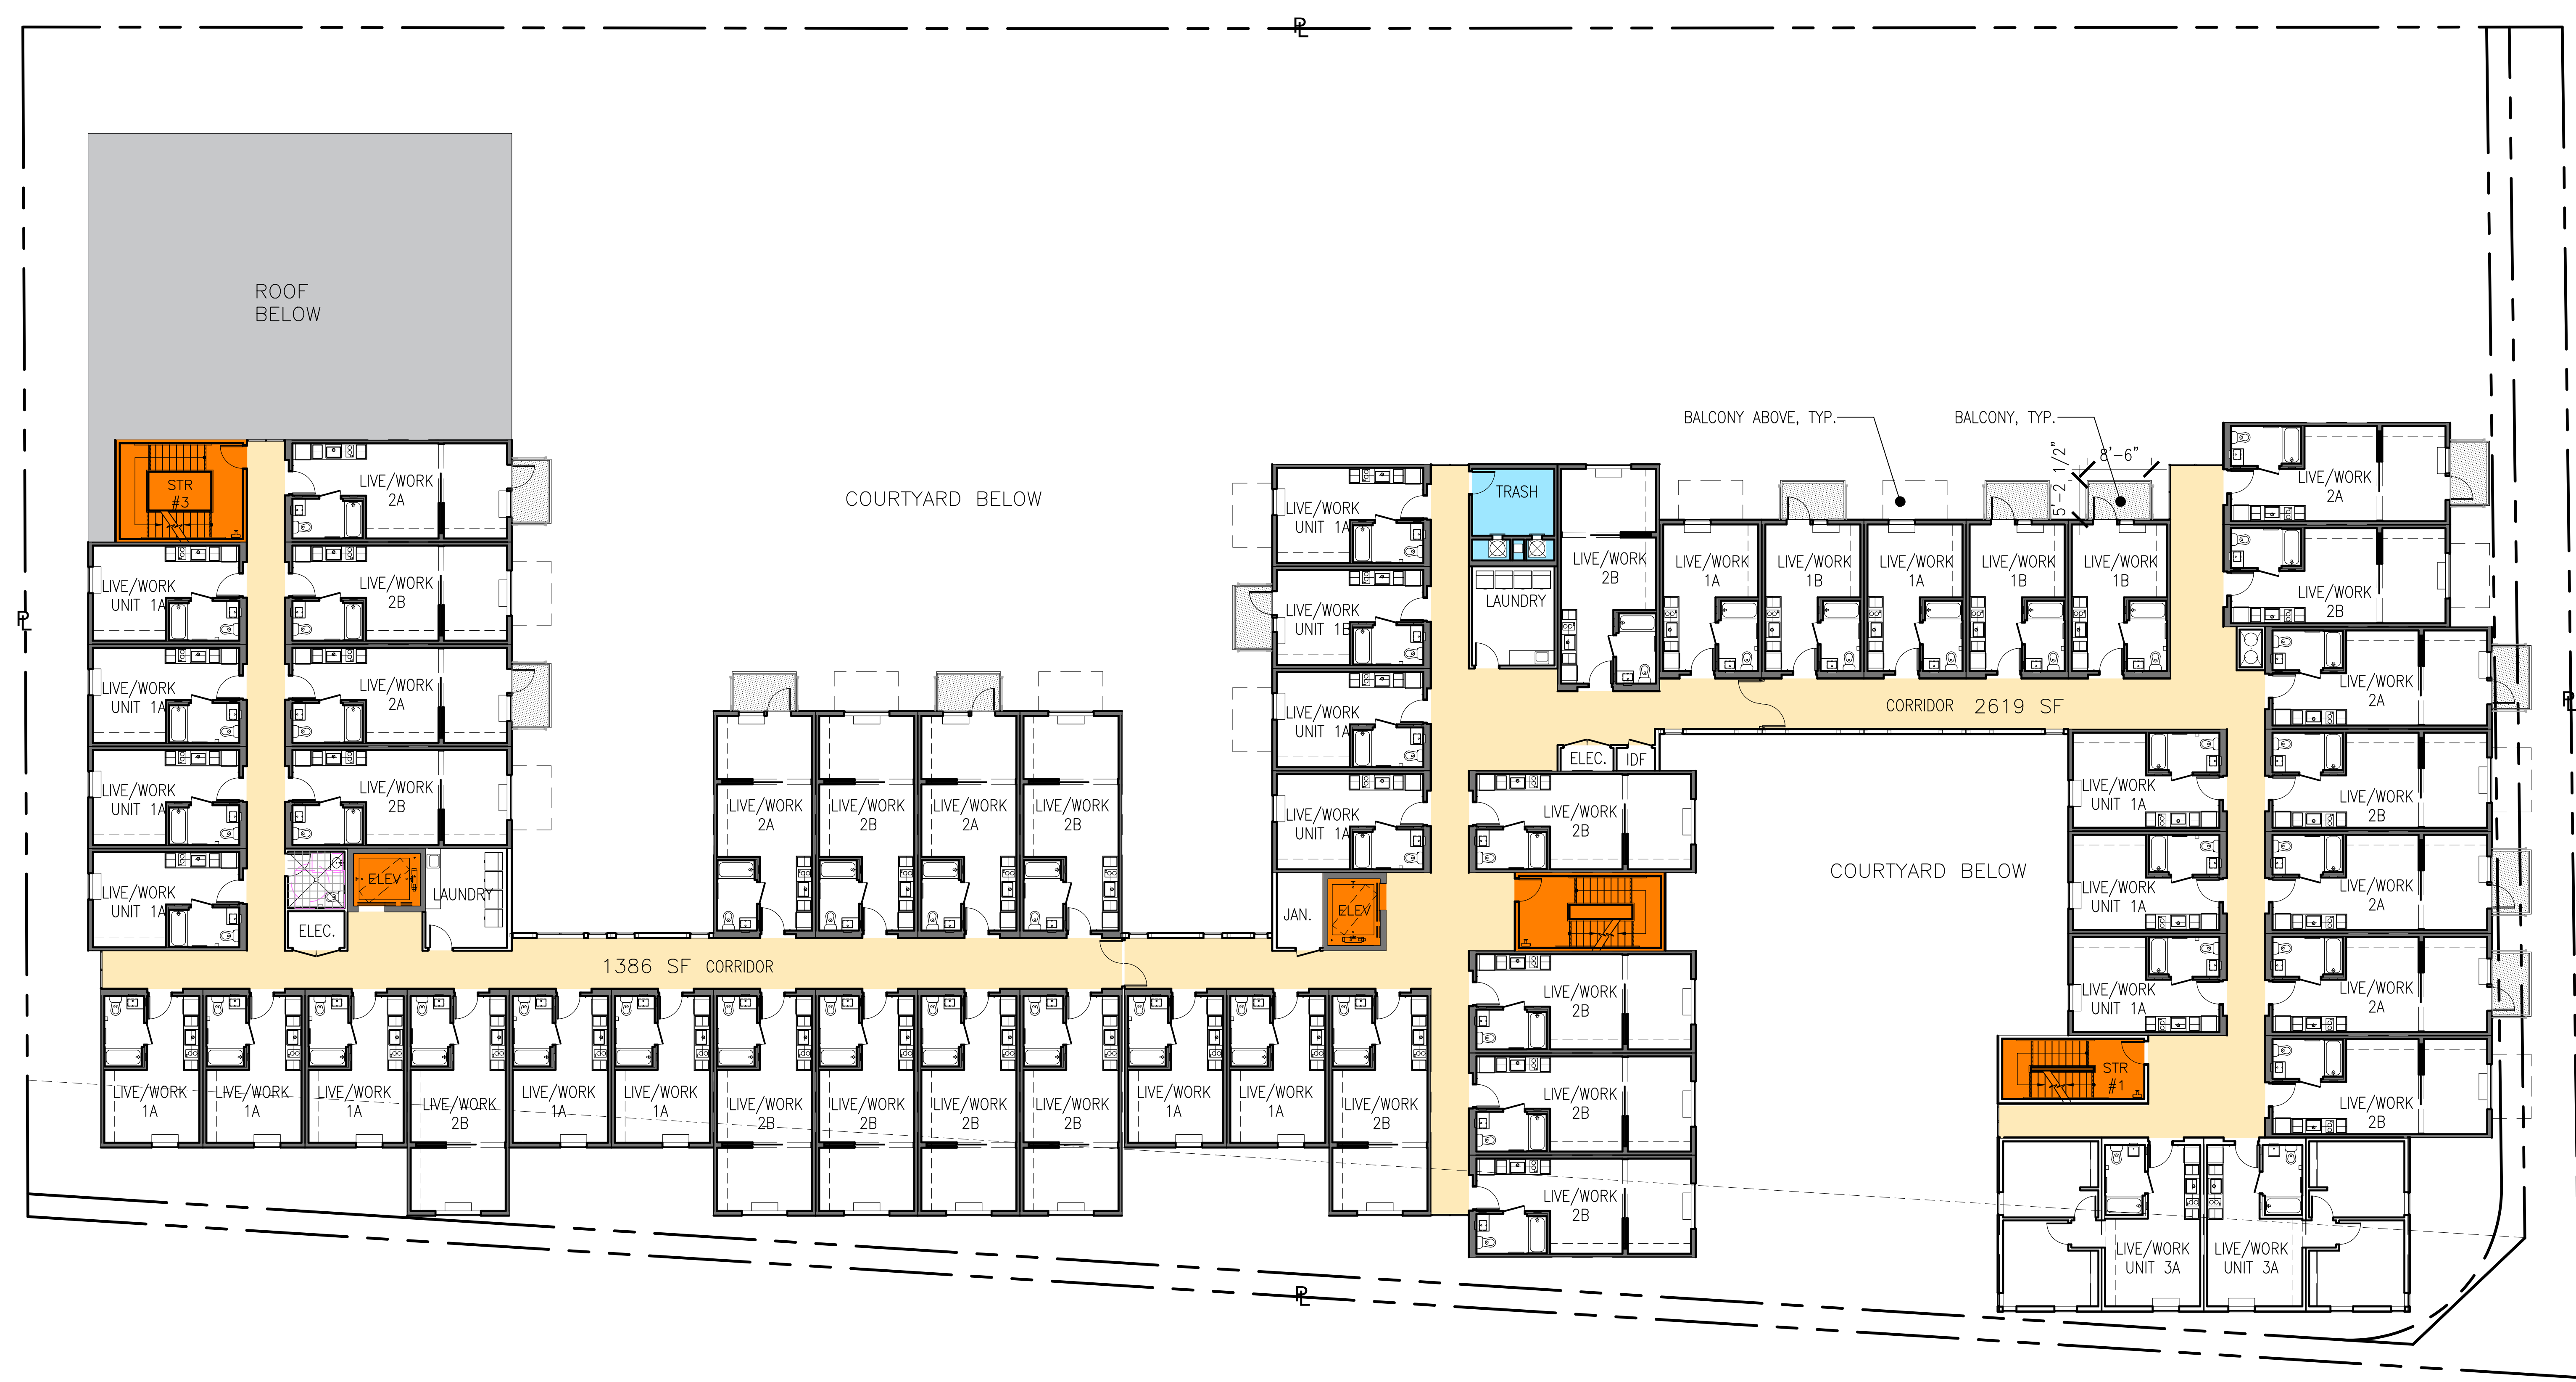 PL
ROOF
BELOW
COURTYARD BELOW
BALCONY ABOVE, TYP.
BALCONY, TYP.
8'-6"
5'-2 1/2"
STR
#3
LIVE/WORK
2A
LIVE/WORK
UNIT 1A
LIVE/WORK
2B
LIVE/WORK
UNIT 1A
LIVE/WORK
2A
LIVE/WORK
UNIT 1A
LIVE/WORK
2B
LIVE/WORK
UNIT 1A
ELEV
LAUNDRY
ELEC.
PL
LIVE/WORK
2A
LIVE/WORK
2B
LIVE/WORK
2A
LIVE/WORK
2B
1386 SF CORRIDOR
LIVE/WORK
1A
LIVE/WORK
1A
LIVE/WORK
1A
LIVE/WORK
2B
LIVE/WORK
1A
LIVE/WORK
1A
LIVE/WORK
2B
LIVE/WORK
2B
LIVE/WORK
2B
LIVE/WORK
2B
LIVE/WORK
1A
LIVE/WORK
1A
LIVE/WORK
2B
LIVE/WORK
UNIT 1A
LIVE/WORK
UNIT 1B
LIVE/WORK
UNIT 1A
LIVE/WORK
UNIT 1A
JAN.
ELEV
TRASH
LAUNDRY
LIVE/WORK
2B
LIVE/WORK
1A
LIVE/WORK
1B
LIVE/WORK
1A
LIVE/WORK
1B
LIVE/WORK
1B
CORRIDOR 2619 SF
ELEC.
IDF
LIVE/WORK
2B
COURTYARD BELOW
LIVE/WORK
2B
LIVE/WORK
2B
LIVE/WORK
2B
LIVE/WORK
2A
LIVE/WORK
2B
LIVE/WORK
2A
PL
LIVE/WORK
UNIT 1A
LIVE/WORK
2B
LIVE/WORK
UNIT 1A
LIVE/WORK
2A
LIVE/WORK
UNIT 1A
LIVE/WORK
2A
STR
#1
LIVE/WORK
2B
LIVE/WORK
UNIT 3A
LIVE/WORK
UNIT 3A
PL